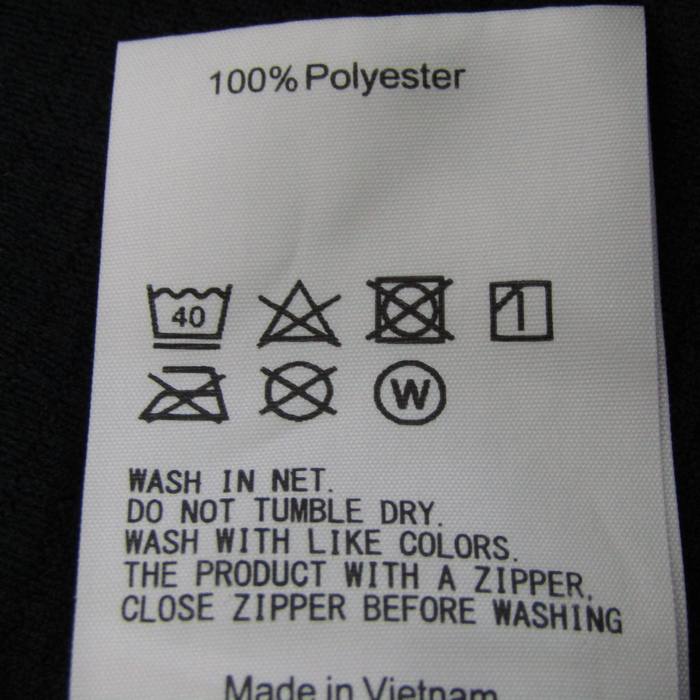 100% Polyester
40
W
WASH IN NET.
DO NOT TUMBLE DRY.
WASH WITH LIKE COLORS.
THE PRODUCT WITH A ZIPPER,
CLOSE ZIPPER BEFORE WASHING
Made in Vietnam